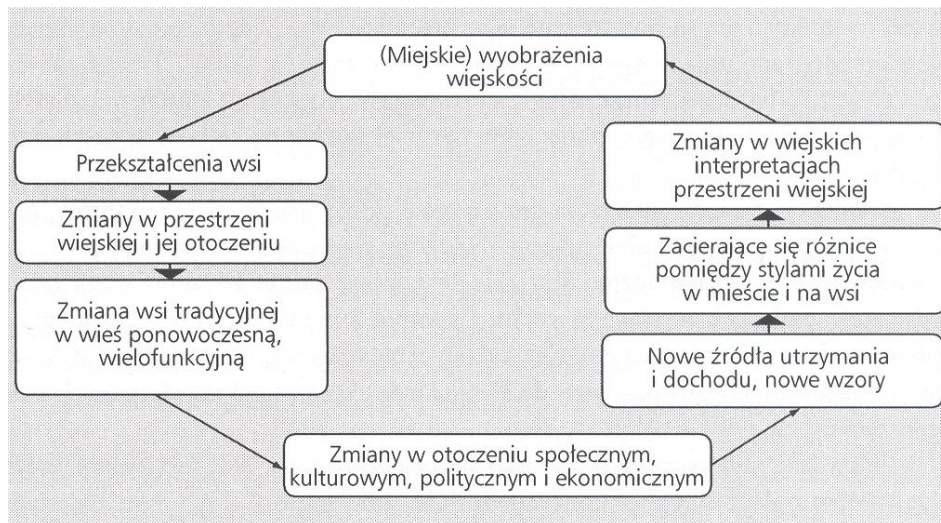 (Miejskie) wyobrażenia
wiejskości
Przekształcenia wsi
Zmiany w przestrzeni
wiejskiej i jej otoczeniu
Zmiana wsi tradycyjnej
w wieś ponowoczesną,
wielofunkcyjną
Zmiany w otoczeniu społecznym,
kulturowym, politycznym i ekonomicznym
Nowe źródła utrzymania
i dochodu, nowe wzory
Zacierające się różnice
pomiędzy stylami życia
w mieście i na wsi
Zmiany w wiejskich
interpretacjach
przestrzeni wiejskiej